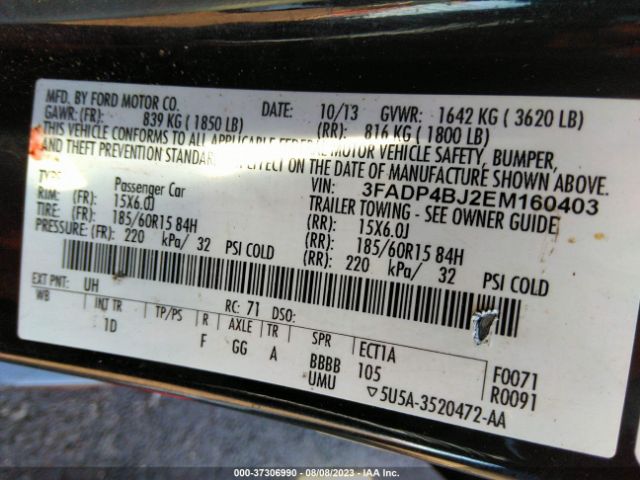 MFD. BY FORD MOTOR CO.
DATE: 10/13 GVWR: 1642 KG ( 3620 LB)
GAWR: (FR): 839 KG ( 1850 LB) (RR): 816 KG ( 1800 LB)
THIS VEHICLE CONFORMS TO ALL APPLICABLE FEDERAL MOTOR VEHICLE SAFETY, BUMPER,
AND THEFT PREVENTION STANDARDS IN EFFECT ON THE DATE OF MANUFACTURE SHOWN ABOVE.
VIN: 3FADP4BJ2EM160403
TYPE: Passenger Car TRAILER TOWING - SEE OWNER GUIDE
RIM: (FR): 15X6.0J (RR): 15X6.0J
TIRE: (FR): 185/60R15 84H (RR): 185/60R15 84H
PRESSURE: (FR): 220 kPa/ 32 PSI COLD (RR): 220 kPa/ 32 PSI COLD
EXT PNT: UH RC: 71 DSO:
WB INT TR TP/PS R AXLE TR SPR ECT1A F0071
1D F GG A BBBB 105 R0091
UMU ▽5U5A-3520472-AA
000-37306990 - 08/08/2023 - IAA Inc.